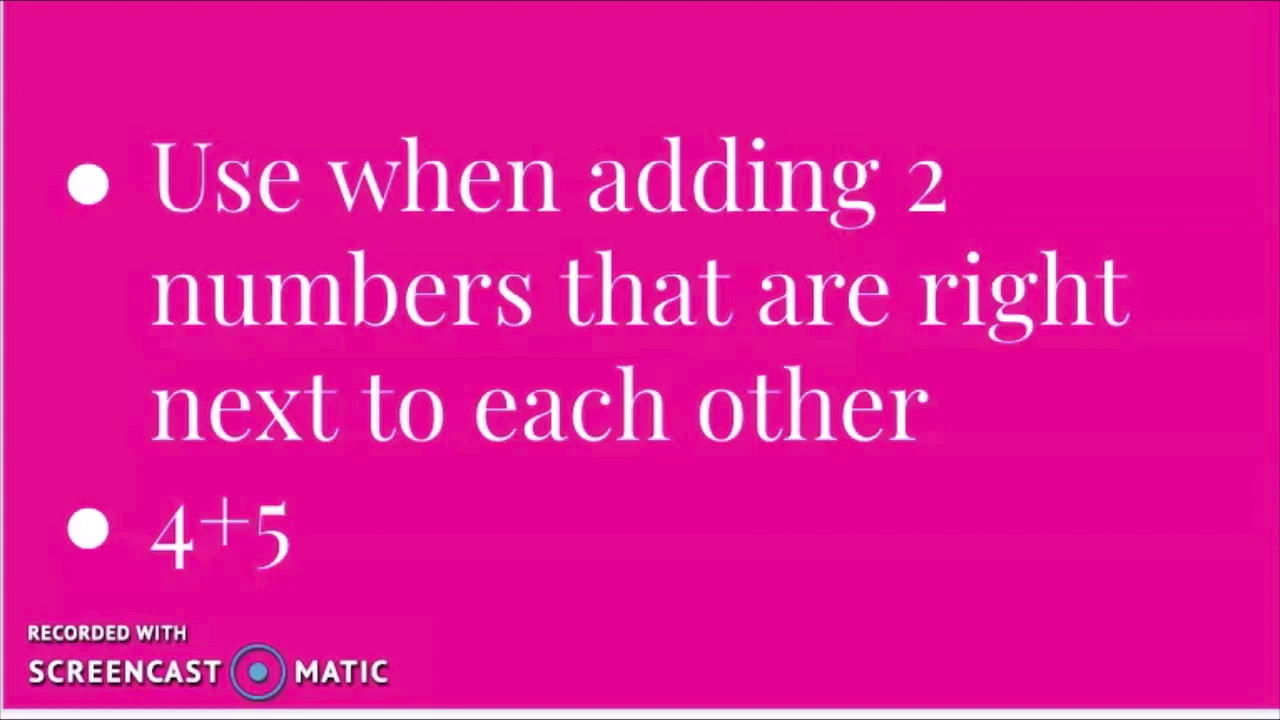 • Use when adding 2
numbers that are right
next to each other
• 4+5
RECORDED WITH
SCREENCAST MATIC